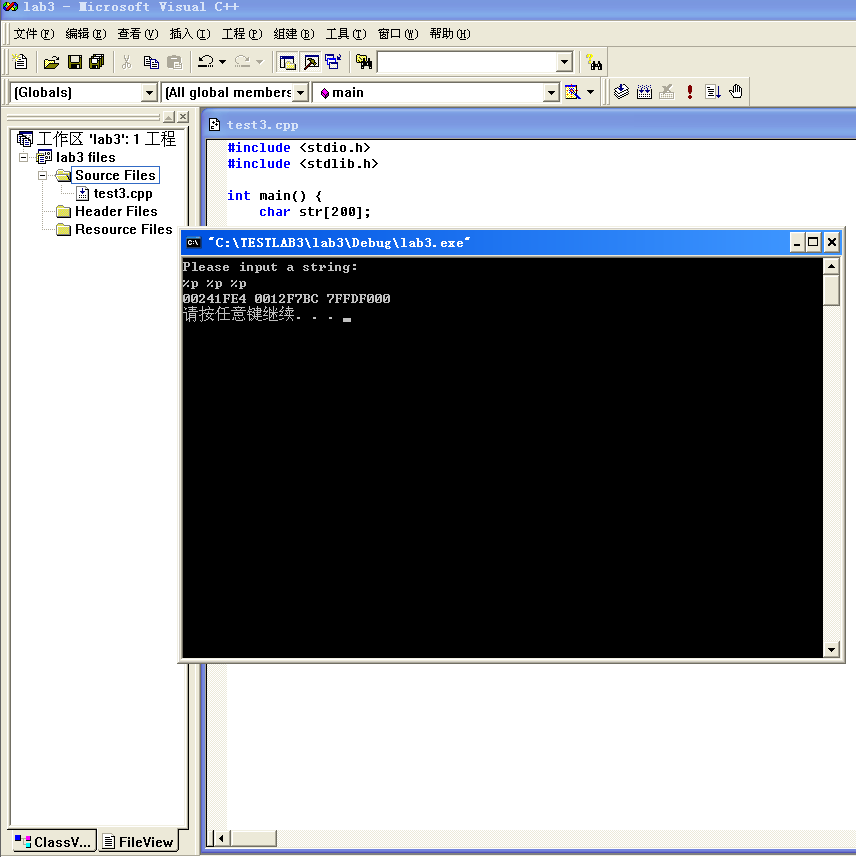 lab3 - Microsoft Visual C++
文件(F) 编辑(E) 查看(V) 插入(I) 工程(P) 组建(B) 工具(T) 窗口(W) 帮助(H)
(Globals) (All global members main
工作区 'lab3': 1 工程
lab3 files
Source Files
test3.cpp
Header Files
Resource Files
test3.cpp
#include <stdio.h>
#include <stdlib.h>
int main() {
char str[200];
"C:\TESTLAB3\lab3\Debug\lab3.exe"
Please input a string:
%p %p %p
00241FE4 0012F7BC 7FFDF000
请按任意键继续. . .
ClassV... FileView